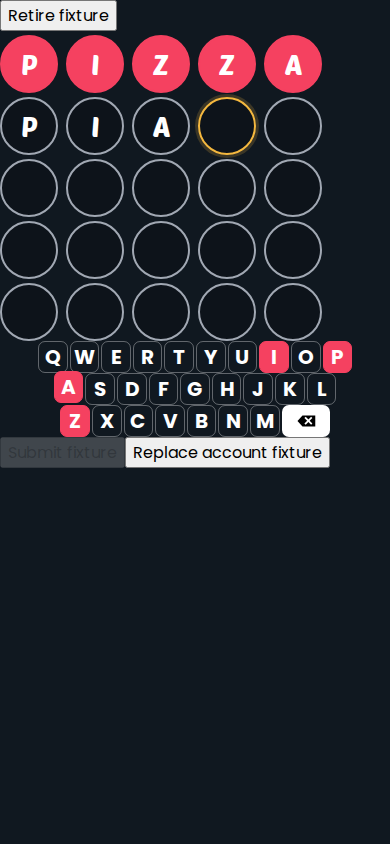 Retire fixture
P I Z Z A
P I A
Q W E R T Y U I O P
A S D F G H J K L
Z X C V B N M
Submit fixture Replace account fixture